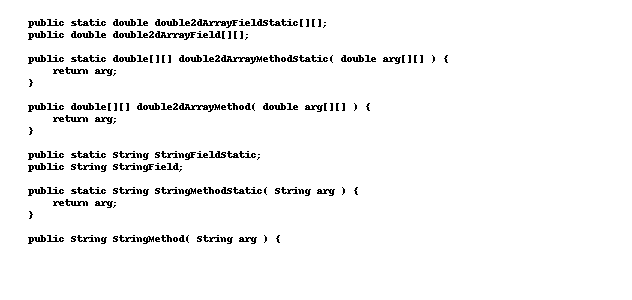 public static double double2dArrayFieldStatic[][];
public double double2dArrayField[][];
public static double[][] double2dArrayMethodStatic( double arg[][] ) {
return arg;
}
public double[][] double2dArrayMethod( double arg[][] ) {
return arg;
}
public static String StringFieldStatic;
public String StringField;
public static String StringMethodStatic( String arg ) {
return arg;
}
public String StringMethod( String arg ) {